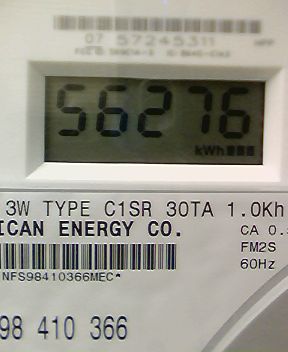 07 57245311
56276
kWh
3W TYPE C1SR 30TA 1.0Kh
ICAN ENERGY CO.
CA 0.
FM2S
60Hz
NFS98410366MEC*
98 410 366